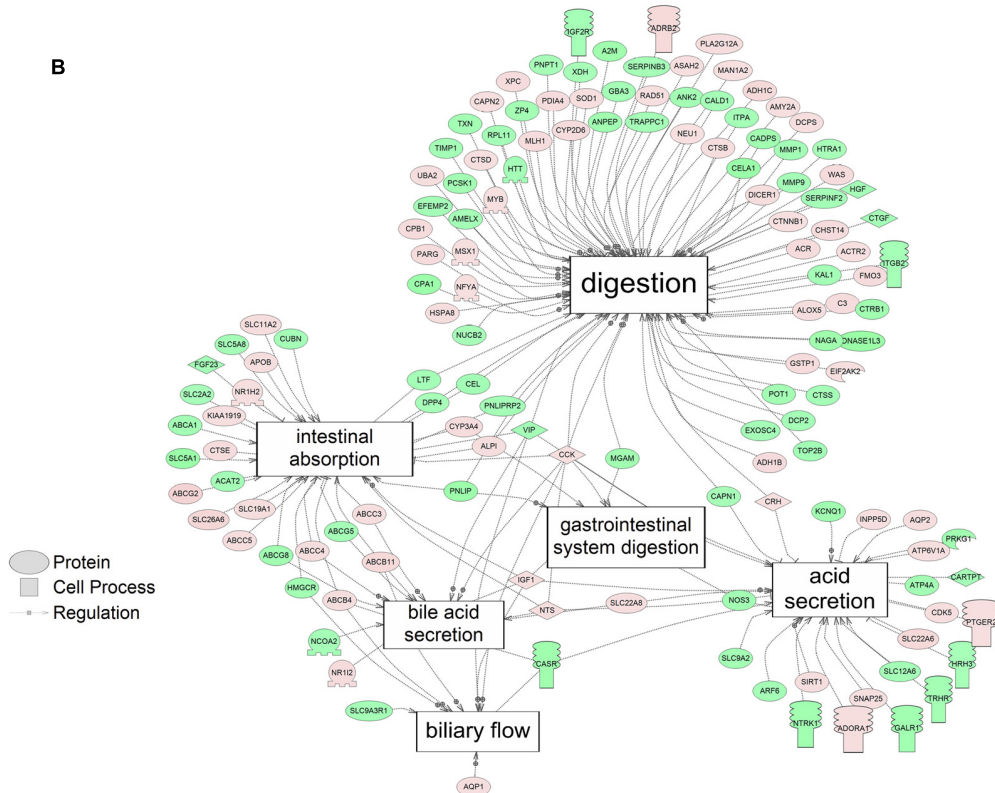 B
IGF2R
ADRB2
A2M
PLA2G12A
PNPT1
XDH
SERPINB3
ASAH2
MAN1A2
XPC
GBA3
CAPN2
PDIA4
SOD1
RAD51
ANK2
CALD1
ADH1C
AMY2A
TXN
ZP4
ANPEP
TRAPPC1
ITPA
DCPS
RPL11
MLH1
CYP2D6
NEU1
CADPS
TIMP1
CTSD
HTT
CTSB
MMP1
HTRA1
UBA2
PCSK1
CELA1
WAS
EFEMP2
AMELX
MYB
DICER1
MMP9
SERPINF2
HGF
CPB1
CTNNB1
CHST14
CTGF
PARG
MSX1
ACR
ACTR2
ITGB2
CPA1
NFYA
digestion
KAL1
FMO3
HSPA8
ALOX5
C3
CTRB1
NUCB2
NAGA
DNASE1L3
SLC11A2
CUBN
SLC5A8
APOB
GSTP1
EIF2AK2
FGF23
NR1H2
LTF
CEL
DPP4
POT1
CTSS
SLC2A2
KIAA1919
PNLIPRP2
DCP2
ABCA1
intestinal
absorption
CYP3A4
VIP
EXOSC4
CTSE
ALPI
CCK
MGAM
TOP2B
SLC5A1
ADH1B
ACAT2
ABCG2
PNLIP
CAPN1
CRH
SLC26A6
SLC19A1
ABCC3
KCNQ1
INPP5D
AQP2
ABCC5
ABCG5
gastrointestinal
system digestion
PRKG1
ABCG8
ABCC4
ABCB11
ATP6V1A
Protein
HMGCR
IGF1
acid
secretion
CARTPT
ATP4A
Cell Process
ABCB4
bile acid
secretion
NTS
SLC22A8
NOS3
CDK5
PTGER2
Regulation
NCOA2
SLC22A6
NR1I2
CASR
SLC9A2
SLC12A6
HRH3
SIRT1
TRHR
ARF6
SNAP25
SLC9A3R1
biliary flow
NTRK1
ADORA1
GALR1
AQP1